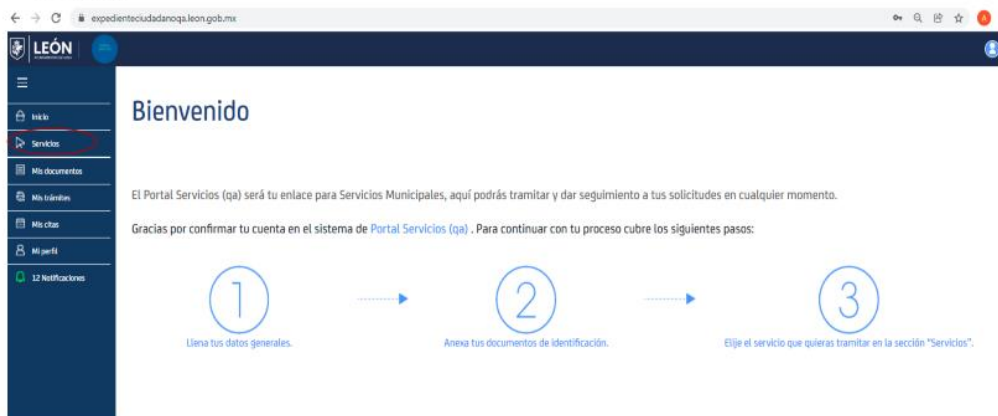 expedienteciudadanoqa.leon.gob.mx
A
LEÓN
Inicio
Bienvenido
Servicios
Mis documentos
Mis trámites
Mis citas
Mi perfil
12 Notificaciones
El Portal Servicios (qa) será tu enlace para Servicios Municipales, aquí podrás tramitar y dar seguimiento a tus solicitudes en cualquier momento.
Gracias por confirmar tu cuenta en el sistema de Portal Servicios (qa) . Para continuar con tu proceso cubre los siguientes pasos:
1
2
3
Llena tus datos generales.
Anexa tus documentos de identificación.
Elije el servicio que quieras tramitar en la sección "Servicios".